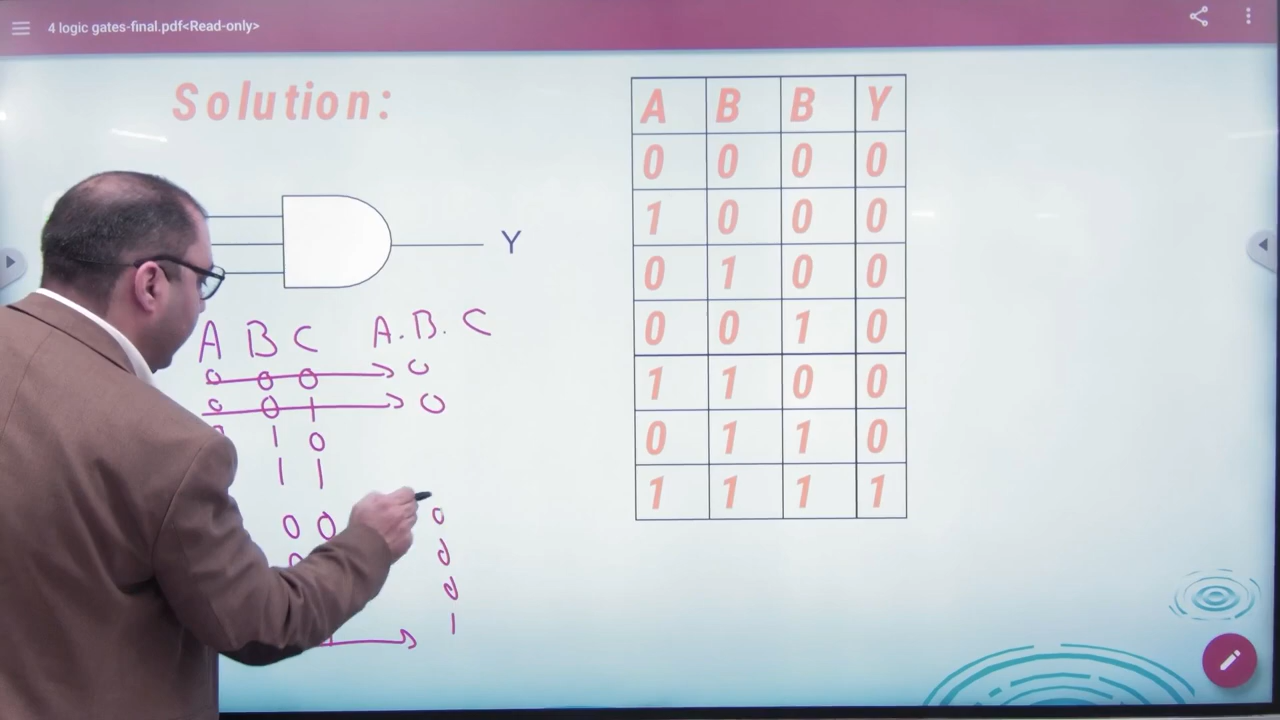 4 logic gates-final.pdf<Read-only>
Solution:
Y
A B C A.B.C
0 0 0 0
0 0 1 0
1 0
1 1
0 0 0
0
0
1
A B B Y
0 0 0 0
1 0 0 0
0 1 0 0
0 0 1 0
1 1 0 0
0 1 1 0
1 1 1 1